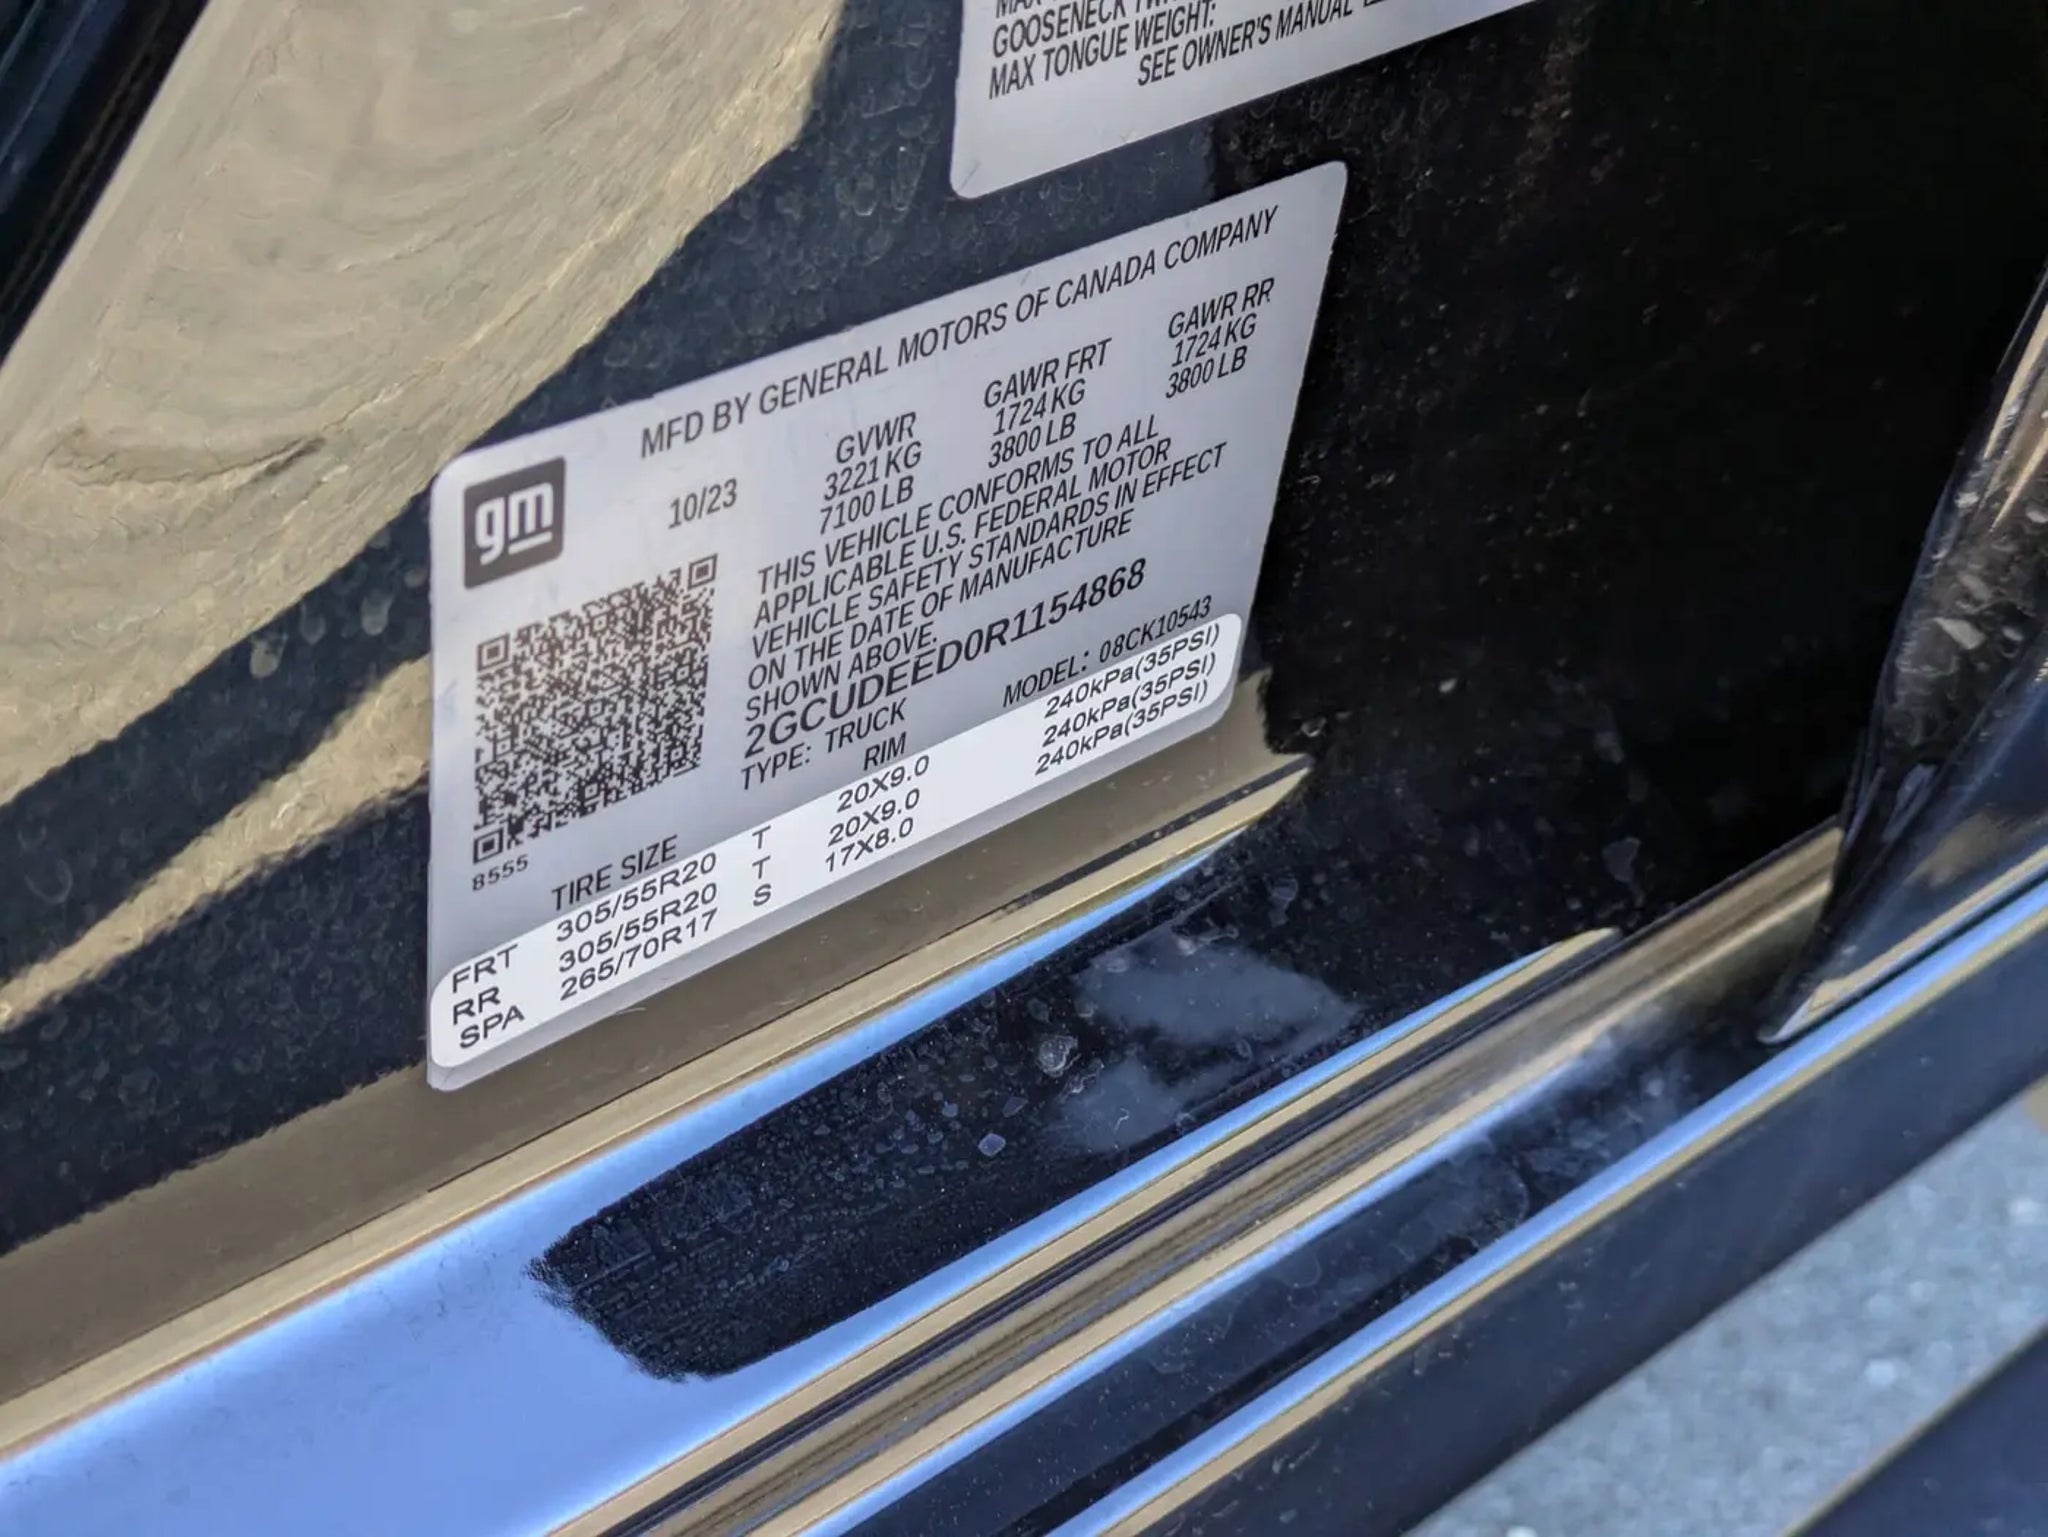 GOOSENECK
MAX TONGUE WEIGHT:
SEE OWNER'S MANUAL
MFD BY GENERAL MOTORS OF CANADA COMPANY
gm
10/23
GVWR GAWR FRT GAWR RR
3221 KG 1724 KG 1724 KG
7100 LB 3800 LB 3800 LB
THIS VEHICLE CONFORMS TO ALL
APPLICABLE U.S. FEDERAL MOTOR
VEHICLE SAFETY STANDARDS IN EFFECT
ON THE DATE OF MANUFACTURE
SHOWN ABOVE.
2GCUDEED0R1154868
TYPE: TRUCK MODEL: 08CK10543
8555
TIRE SIZE RIM
FRT 305/55R20 T 20X9.0 240kPa(35PSI)
RR 305/55R20 T 20X9.0 240kPa(35PSI)
SPA 265/70R17 S 17X8.0 240kPa(35PSI)